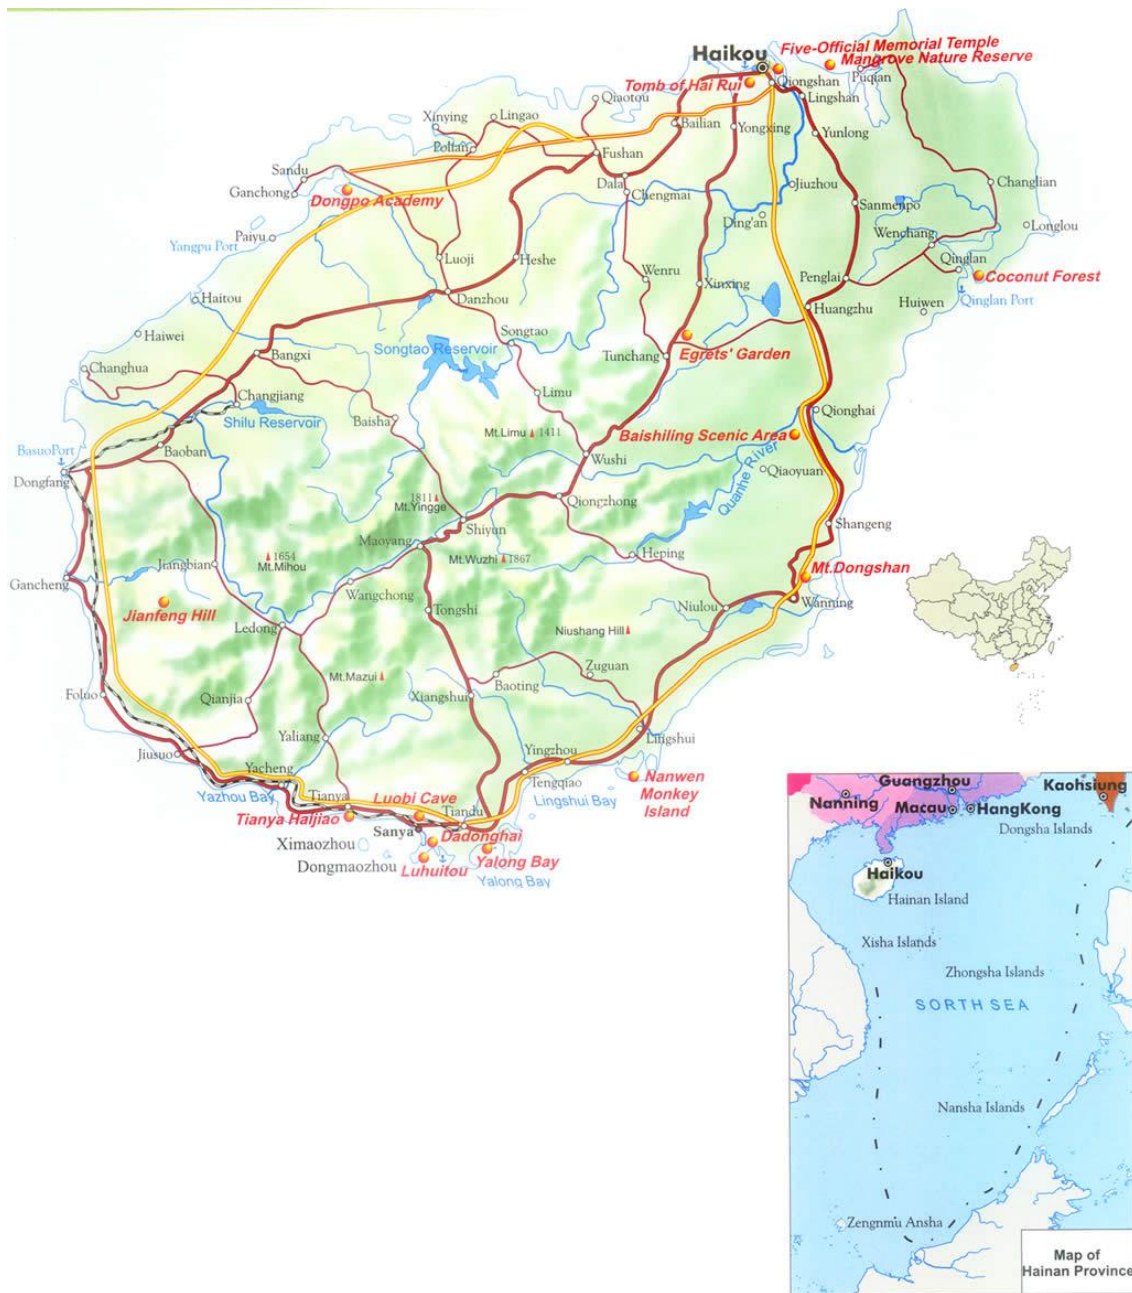 Five-Official Memorial Temple
Haikou
Mangrove Nature Reserve
Puqian
Tomb of Hai Rui
Qiongshan
Lingshan
Qiaotou
Lingao
Xinying
Bailian
Yongxing
Yunlong
Fushan
Sandu
Ganchong
Dongpo Academy
Dala
Chengmai
Jiuzhou
Changlian
Sanmenpo
Ding'an
Longlou
Wenchang
Paiyu
Yangpu Port
Luoji
Heshe
Qinglan
Wenru
Penglai
Coconut Forest
Xinxing
Danzhou
Haitou
Huangzhu
Huiwen
Qinglan Port
Haiwei
Songtao
Songtao Reservoir
Egrets' Garden
Tunchang
Bangxi
Changhua
Changjiang
Limu
Shilu Reservoir
Baisha
Qionghai
Mt.Limu 1411
Baishiling Scenic Area
BasuoPort
Baoban
Wushi
Dongfang
Qiaoyuan
Quanhe River
1811
Mt.Yingge
Qiongzhong
Shiyun
Shangeng
Maoyang
1654
Mt.Mihou
Mt.Wuzhi 1867
Heping
Jiangbian
Gancheng
Mt.Dongshan
Wangchong
Wanning
Jianfeng Hill
Tongshi
Niulou
Ledong
Niushang Hill
Zuguan
Mt.Mazui
Baoting
Foluo
Qianjia
Xiangshui
Lingshui
Yaliang
Jiusuo
Yingzhou
Yacheng
Tengqiao
Nanwen
Monkey
Island
Yazhou Bay
Tianya
Lingshui Bay
Luobi Cave
Tianya Haijiao
Tiandu
Sanya
Dadonghai
Ximaozhou
Dongmaozhou
Luhuitou
Yalong Bay
Yalong Bay
Guangzhou
Kaohsiung
Nanning
Macau
HangKong
Dongsha Islands
Haikou
Hainan Island
Xisha Islands
Zhongsha Islands
SORTH SEA
Nansha Islands
Zengnmu Ansha
Map of
Hainan Province